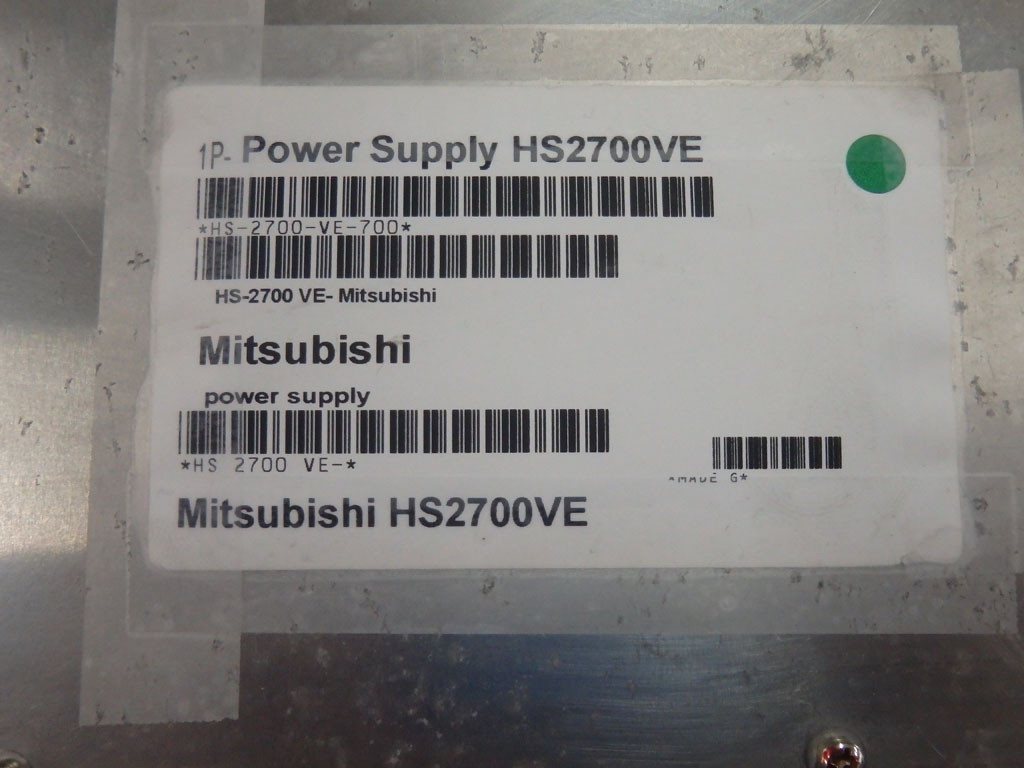 1P- Power Supply HS2700VE
*HS-2700-VE-700*
HS-2700 VE- Mitsubishi
Mitsubishi
power supply
*HS 2700 VE-*
*MADE G*
Mitsubishi HS2700VE